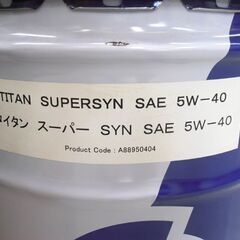 TITAN SUPERSYN SAE 5W-40
タイタン スーパー SYN SAE 5W-40
Product Code : A88950404